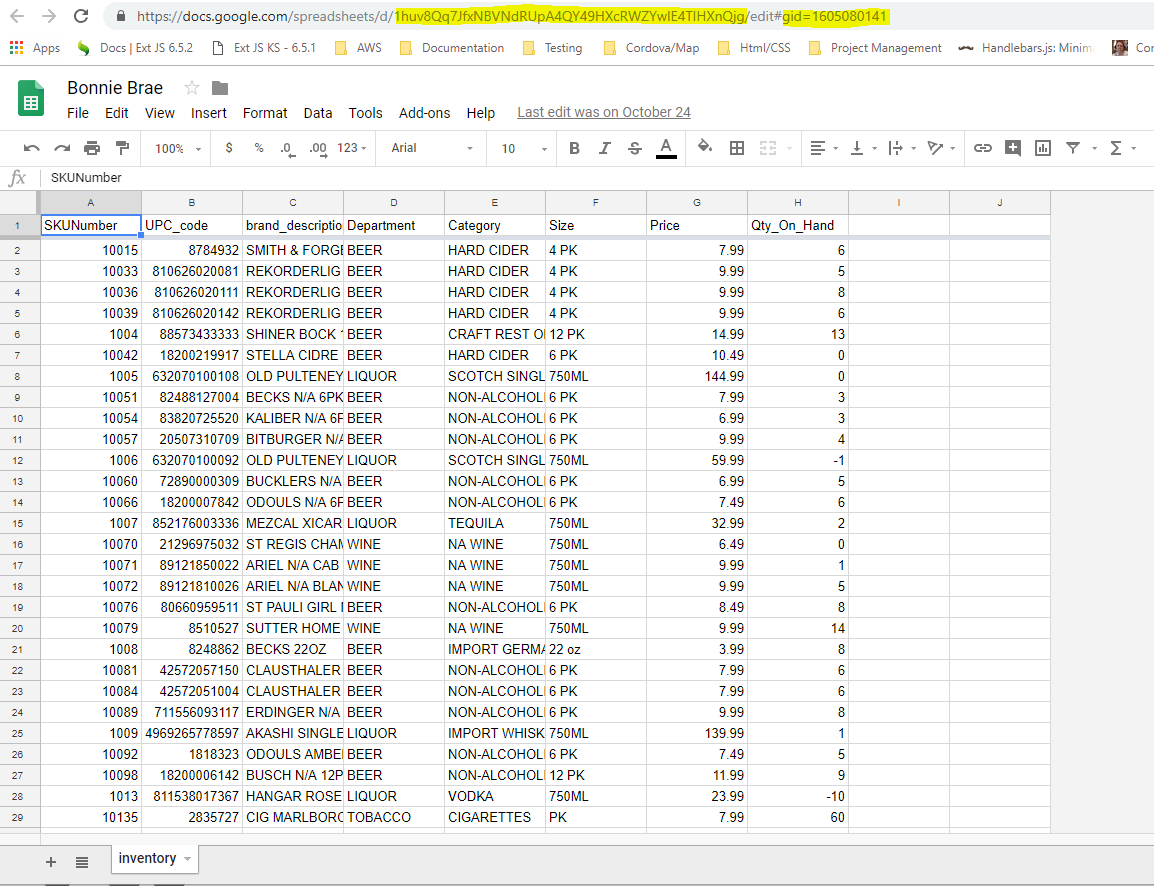 https://docs.google.com/spreadsheets/d/1huv8Qq7JfxNBVNdRUpA4QY49HXcRWZYwIE4TIHXnQjg/edit#gid=1605080141
Apps Docs | Ext JS 6.5.2 Ext JS KS - 6.5.1 AWS Documentation Testing Cordova/Map Html/CSS Project Management Handlebars.js: Minim Cor
Bonnie Brae
File Edit View Insert Format Data Tools Add-ons Help Last edit was on October 24
100% $ % .0 .00 123 Arial 10 B I S A Σ
fx SKUNumber
A B C D E F G H I J
1 SKUNumber UPC_code brand_descriptio Department Category Size Price Qty_On_Hand
2 10015 8784932 SMITH & FORGE BEER HARD CIDER 4 PK 7.99 6
3 10033 810626020081 REKORDERLIG BEER HARD CIDER 4 PK 9.99 5
4 10036 810626020111 REKORDERLIG BEER HARD CIDER 4 PK 9.99 8
5 10039 810626020142 REKORDERLIG BEER HARD CIDER 4 PK 9.99 6
6 1004 88573433333 SHINER BOCK 1 BEER CRAFT REST O 12 PK 14.99 13
7 10042 18200219917 STELLA CIDRE BEER HARD CIDER 6 PK 10.49 0
8 1005 632070100108 OLD PULTENEY LIQUOR SCOTCH SINGL 750ML 144.99 0
9 10051 82488127004 BECKS N/A 6PK BEER NON-ALCOHOLI 6 PK 7.99 3
10 10054 83820725520 KALIBER N/A 6P BEER NON-ALCOHOLI 6 PK 6.99 3
11 10057 20507310709 BITBURGER N/A BEER NON-ALCOHOLI 6 PK 9.99 4
12 1006 632070100092 OLD PULTENEY LIQUOR SCOTCH SINGL 750ML 59.99 -1
13 10060 72890000309 BUCKLERS N/A BEER NON-ALCOHOLI 6 PK 6.99 5
14 10066 18200007842 ODOULS N/A 6P BEER NON-ALCOHOLI 6 PK 7.49 6
15 1007 852176003336 MEZCAL XICAR LIQUOR TEQUILA 750ML 32.99 2
16 10070 21296975032 ST REGIS CHAM WINE NA WINE 750ML 6.49 0
17 10071 89121850022 ARIEL N/A CAB WINE NA WINE 750ML 9.99 1
18 10072 89121810026 ARIEL N/A BLAN WINE NA WINE 750ML 9.99 5
19 10076 80660959511 ST PAULI GIRL BEER NON-ALCOHOLI 6 PK 8.49 8
20 10079 8510527 SUTTER HOME WINE NA WINE 750ML 9.99 14
21 1008 8248862 BECKS 22OZ BEER IMPORT GERMA 22 oz 3.99 8
22 10081 42572057150 CLAUSTHALER BEER NON-ALCOHOLI 6 PK 7.99 6
23 10084 42572051004 CLAUSTHALER BEER NON-ALCOHOLI 6 PK 7.99 6
24 10089 711556093117 ERDINGER N/A BEER NON-ALCOHOLI 6 PK 9.99 8
25 1009 4969265778597 AKASHI SINGLE LIQUOR IMPORT WHISK 750ML 139.99 1
26 10092 1818323 ODOULS AMBE BEER NON-ALCOHOLI 6 PK 7.49 5
27 10098 18200006142 BUSCH N/A 12P BEER NON-ALCOHOLI 12 PK 11.99 9
28 1013 811538017367 HANGAR ROSE LIQUOR VODKA 750ML 23.99 -10
29 10135 2835727 CIG MARLBORO TOBACCO CIGARETTES PK 7.99 60
inventory